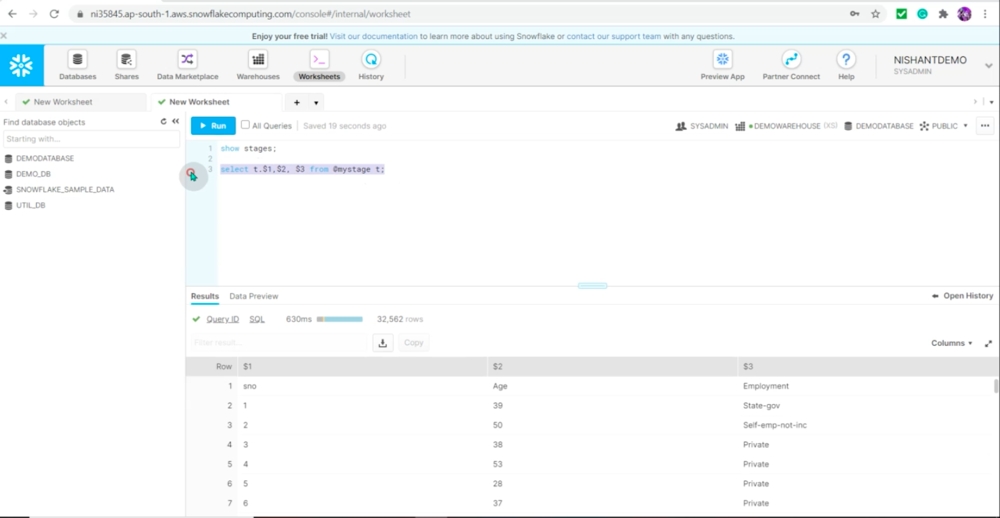 ni35845.ap-south-1.aws.snowflakecomputing.com/console#/internal/worksheet
Enjoy your free trial! Visit our documentation to learn more about using Snowflake or contact our support team with any questions.
Databases Shares Data Marketplace Warehouses Worksheets History Preview App Partner Connect Help NISHANTDEMO
SYSADMIN
New Worksheet New Worksheet
Find database objects
Starting with...
DEMODATABASE
DEMO_DB
SNOWFLAKE_SAMPLE_DATA
UTIL_DB
Run All Queries Saved 19 seconds ago SYSADMIN DEMOWAREHOUSE (XS) DEMODATABASE PUBLIC
1 show stages;
2
3 select t.$1,$2, $3 from @mystage t;
Results Data Preview Open History
Query ID SQL 630ms 32,562 rows
Filter result... Copy Columns
Row $1 $2 $3
1 sno Age Employment
2 1 39 State-gov
3 2 50 Self-emp-not-inc
4 3 38 Private
5 4 53 Private
6 5 28 Private
7 6 37 Private